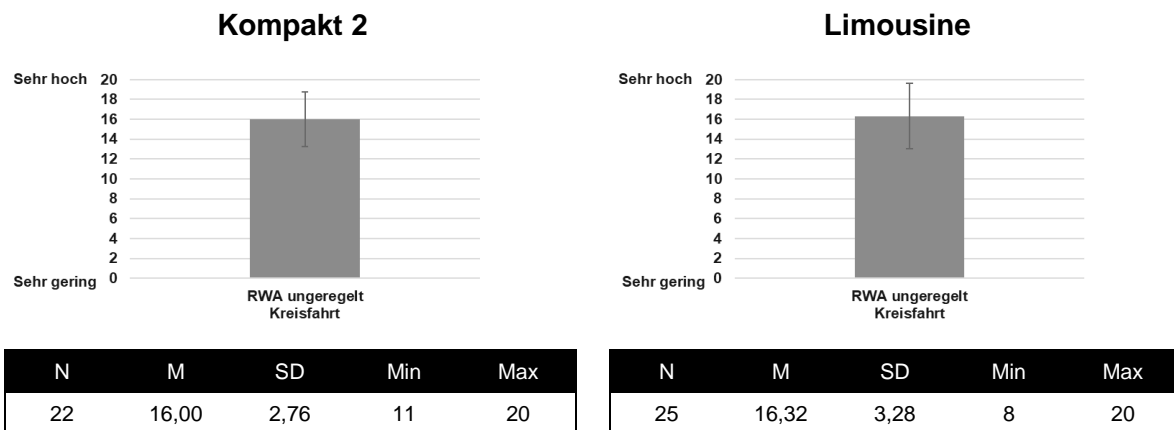 Kompakt 2
Sehr hoch 20
18
16
14
12
10
8
6
4
2
Sehr gering 0
RWA ungeregelt
Kreisfahrt
N M SD Min Max
22 16,00 2,76 11 20
Limousine
Sehr hoch 20
18
16
14
12
10
8
6
4
2
Sehr gering 0
RWA ungeregelt
Kreisfahrt
N M SD Min Max
25 16,32 3,28 8 20